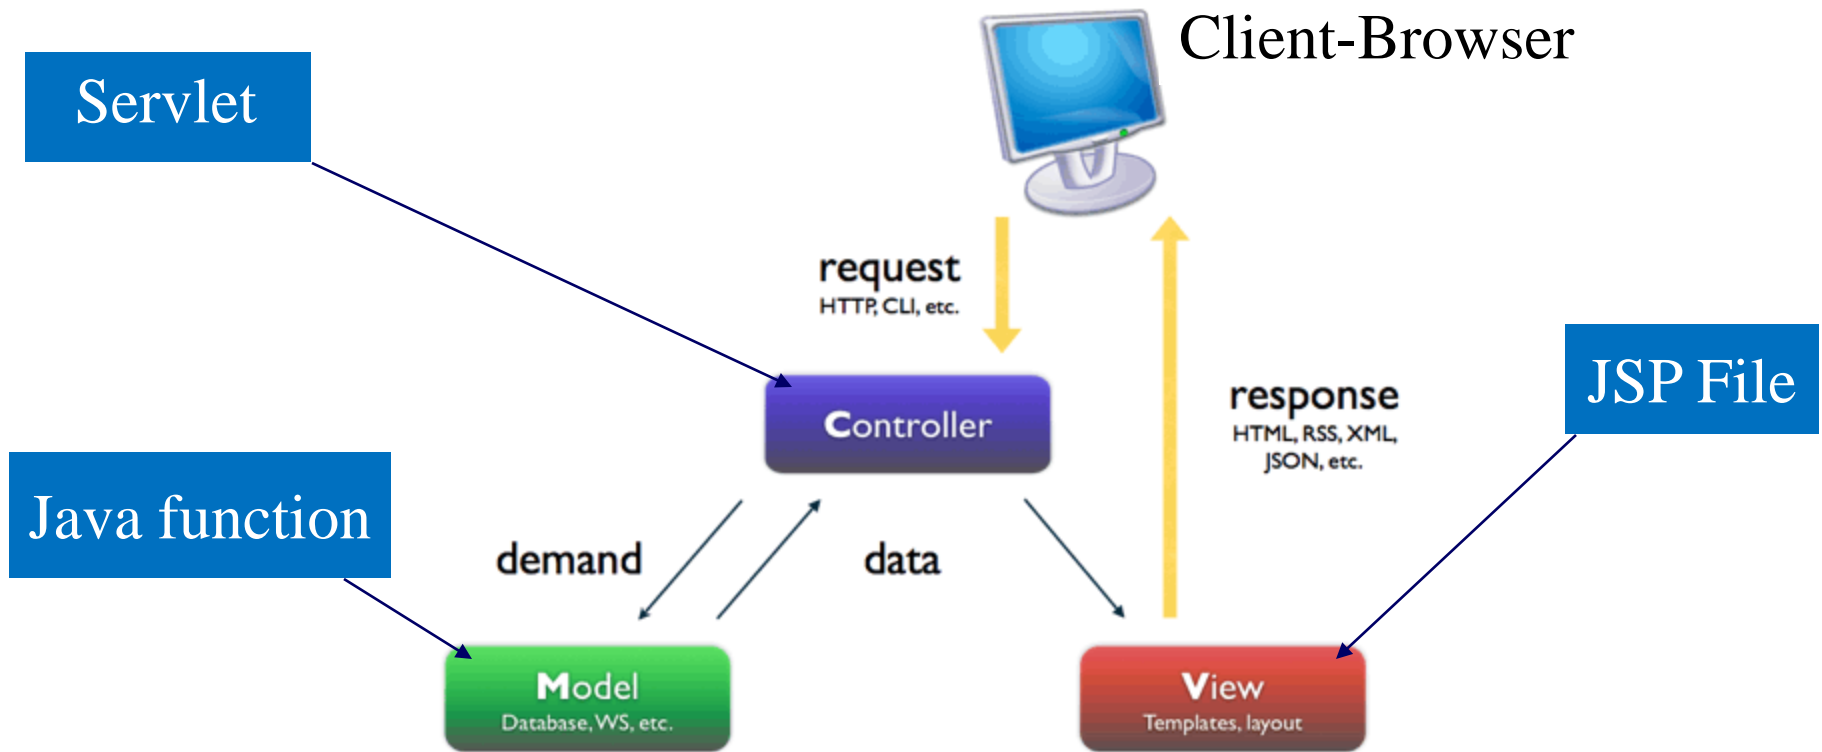 Client-Browser
Servlet
request
HTTP, CLI, etc.
JSP File
response
HTML, RSS, XML,
JSON, etc.
Controller
Java function
demand
data
Model
Database, WS, etc.
View
Templates, layout